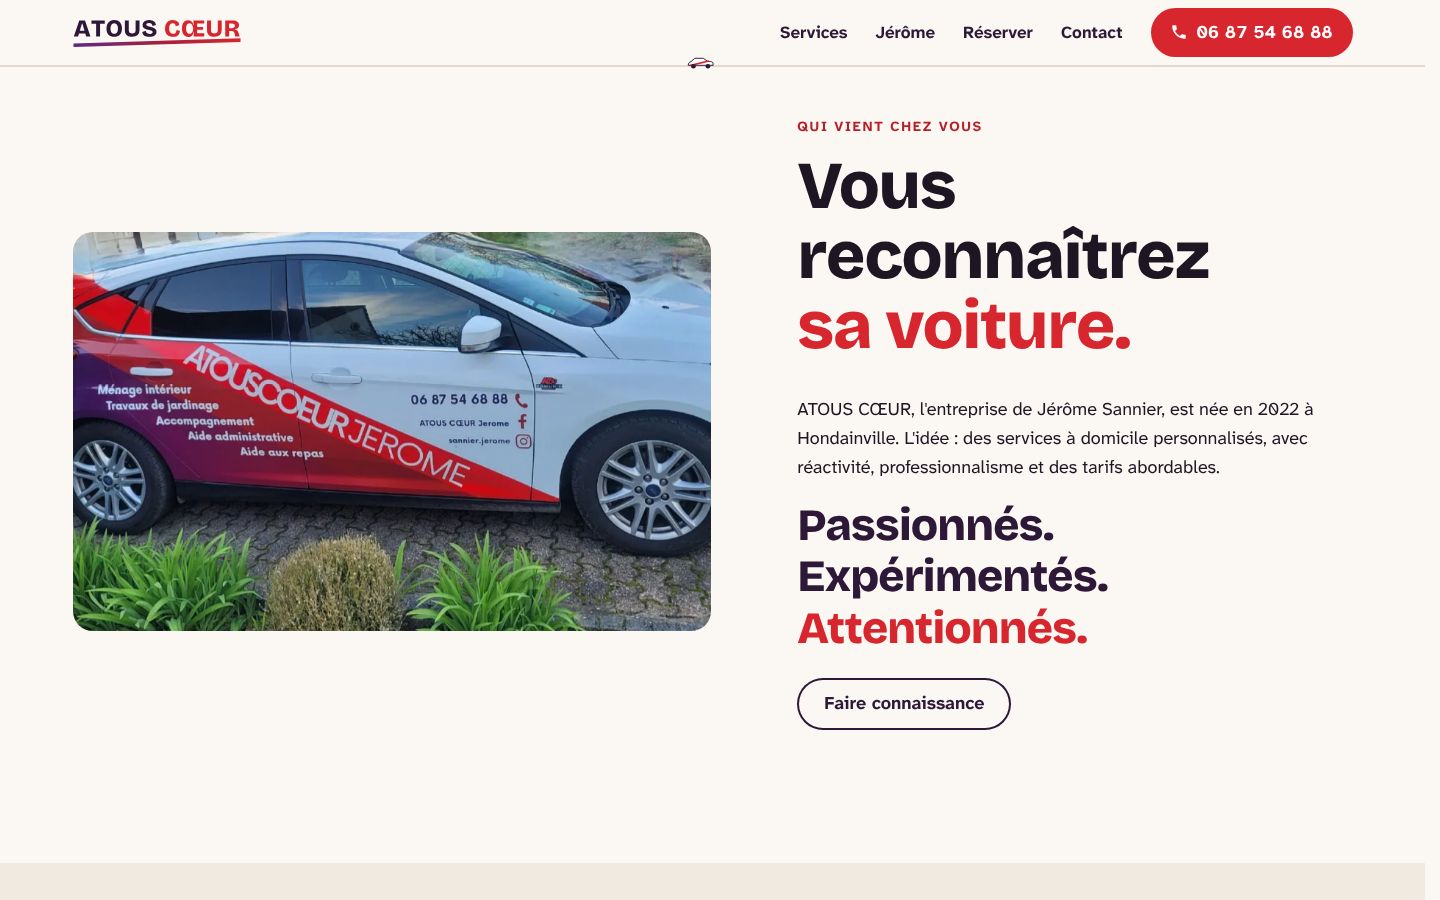 ATOUS CŒUR
Services
Jérôme
Réserver
Contact
06 87 54 68 88
QUI VIENT CHEZ VOUS
Vous
reconnaîtrez
sa voiture.
ATOUSCOEUR JEROME
Ménage intérieur
Travaux de jardinage
Accompagnement
Aide administrative
Aide aux repas
06 87 54 68 88
ATOUS CŒUR Jerome
sannier.jerome
ATOUS CŒUR, l'entreprise de Jérôme Sannier, est née en 2022 à
Hondainville. L'idée : des services à domicile personnalisés, avec
réactivité, professionnalisme et des tarifs abordables.
Passionnés.
Expérimentés.
Attentionnés.
Faire connaissance